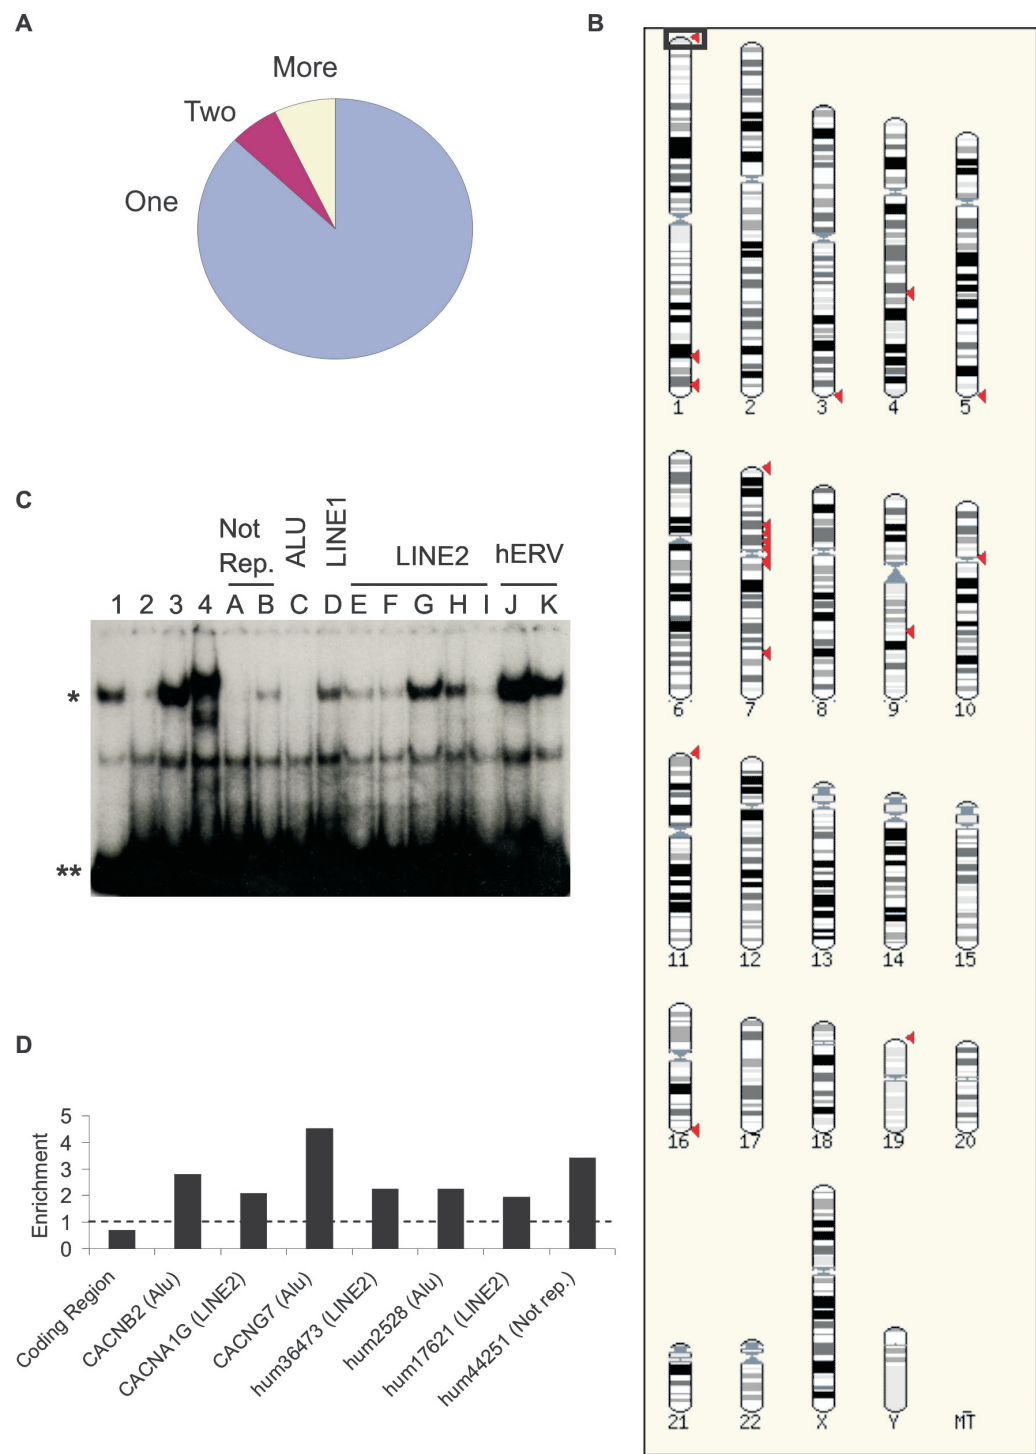 A
More
Two
One
B
1 2 3 4 5
6 7 8 9 10
11 12 13 14 15
16 17 18 19 20
21 22 X Y MT
C
Not Rep.
ALU
LINE1
LINE2
hERV
1 2 3 4 A B C D E F G H I J K
*
**
D
Enrichment
5
4
3
2
1
0
Coding Region
CACNB2 (Alu)
CACNA1G (LINE2)
CACNG7 (Alu)
hum36473 (LINE2)
hum2528 (Alu)
hum17621 (LINE2)
hum44251 (Not rep.)